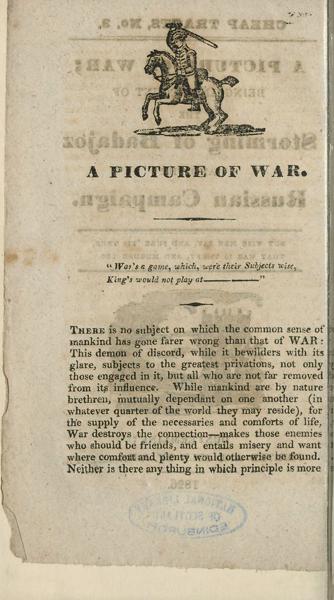 A PICTURE OF WAR.
"War's a game, which, were their Subjects wise,
King's would not play at————"
THERE is no subject on which the common sense of
mankind has gone farer wrong than that of WAR:
This demon of discord, while it bewilders with its
glare, subjects to the greatest privations, not only
those engaged in it, but all who are not far removed
from its influence. While mankind are by nature
brethren, mutually dependant on one another (in
whatever quarter of the world they may reside), for
the supply of the necessaries and comforts of life,
War destroys the connection—makes those enemies
who should be friends, and entails misery and want
where comfort and plenty would otherwise be found.
Neither is there any thing in which principle is more